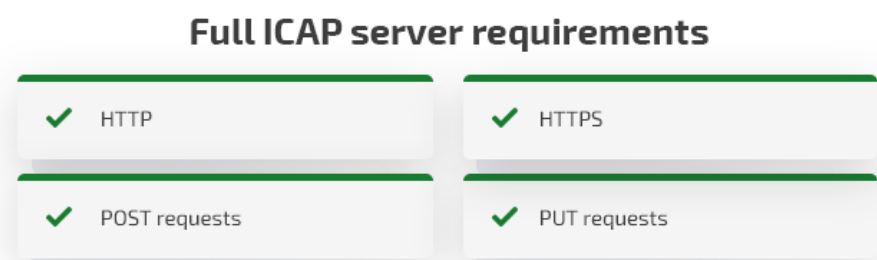 Full ICAP server requirements
HTTP
HTTPS
POST requests
PUT requests